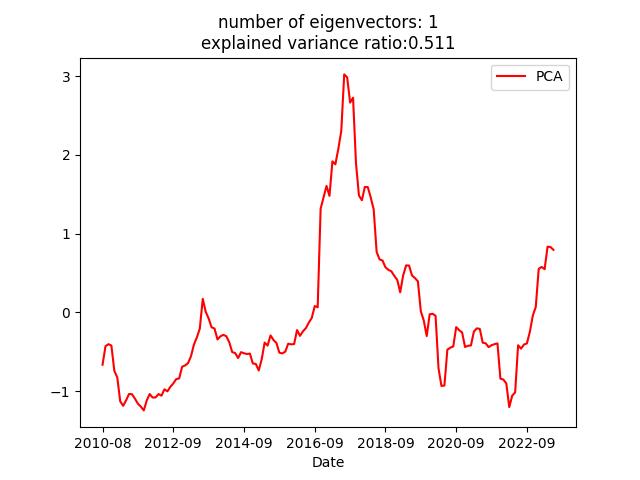 number of eigenvectors: 1
explained variance ratio:0.511
PCA
3
2
1
0
−1
2010-08 2012-09 2014-09 2016-09 2018-09 2020-09 2022-09
Date